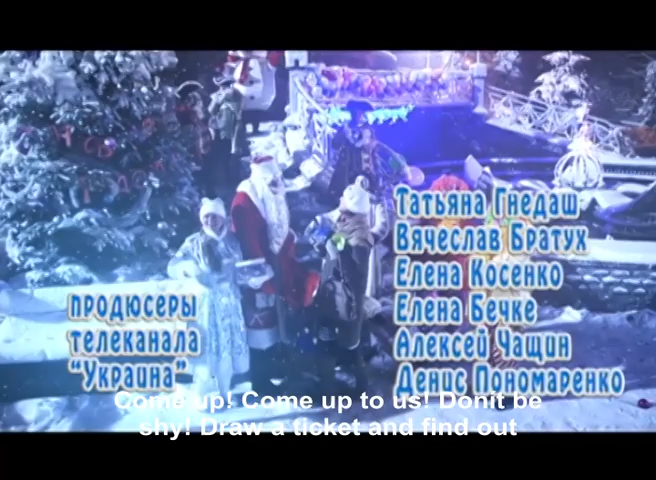 продюсеры
телеканала
"Украина"
Татьяна Гнедаш
Вячеслав Братух
Елена Косенко
Елена Бечке
Алексей Чащин
Денис Пономаренко
Come up! Come up to us! Donit be
shy! Draw a ticket and find out